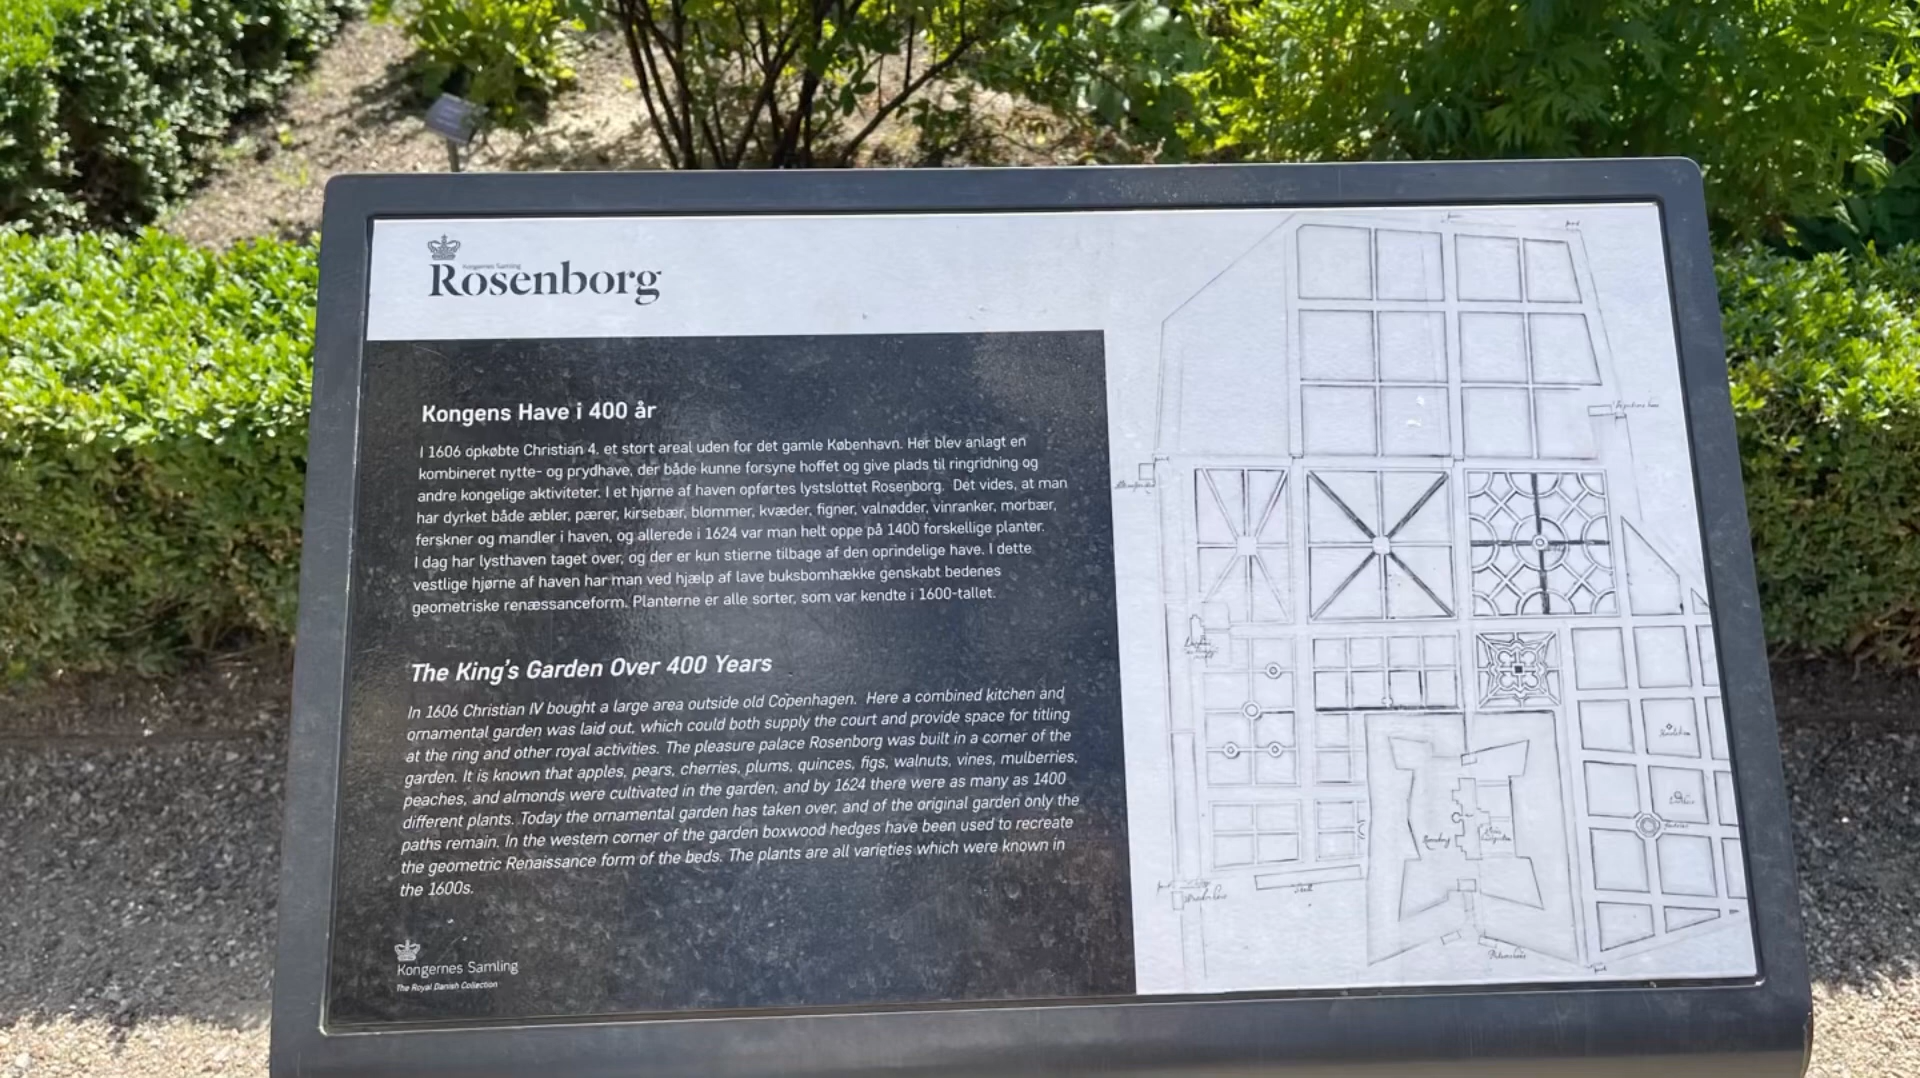 Kongernes Samling
Rosenborg
Kongens Have i 400 år
I 1606 opkøbte Christian 4. et stort areal uden for det gamle København. Her blev anlagt en
kombineret nytte- og prydhave, der både kunne forsyne hoffet og give plads til ringridning og
andre kongelige aktiviteter. I et hjørne af haven opførtes lystslottet Rosenborg. Det vides, at man
har dyrket både æbler, pærer, kirsebær, blommer, kvæder, figner, valnødder, vinranker, morbær,
ferskner og mandler i haven, og allerede i 1624 var man helt oppe på 1400 forskellige planter.
I dag har lysthaven taget over, og der er kun stierne tilbage af den oprindelige have. I dette
vestlige hjørne af haven har man ved hjælp af lave buksbomhække genskabt bedenes
geometriske renæssanceform. Planterne er alle sorter, som var kendte i 1600-tallet.
The King's Garden Over 400 Years
In 1606 Christian IV bought a large area outside old Copenhagen. Here a combined kitchen and
ornamental garden was laid out, which could both supply the court and provide space for titling
at the ring and other royal activities. The pleasure palace Rosenborg was built in a corner of the
garden. It is known that apples, pears, cherries, plums, quinces, figs, walnuts, vines, mulberries,
peaches, and almonds were cultivated in the garden, and by 1624 there were as many as 1400
different plants. Today the ornamental garden has taken over, and of the original garden only the
paths remain. In the western corner of the garden boxwood hedges have been used to recreate
the geometric Renaissance form of the beds. The plants are all varieties which were known in
the 1600s.
Kongernes Samling
The Royal Danish Collection